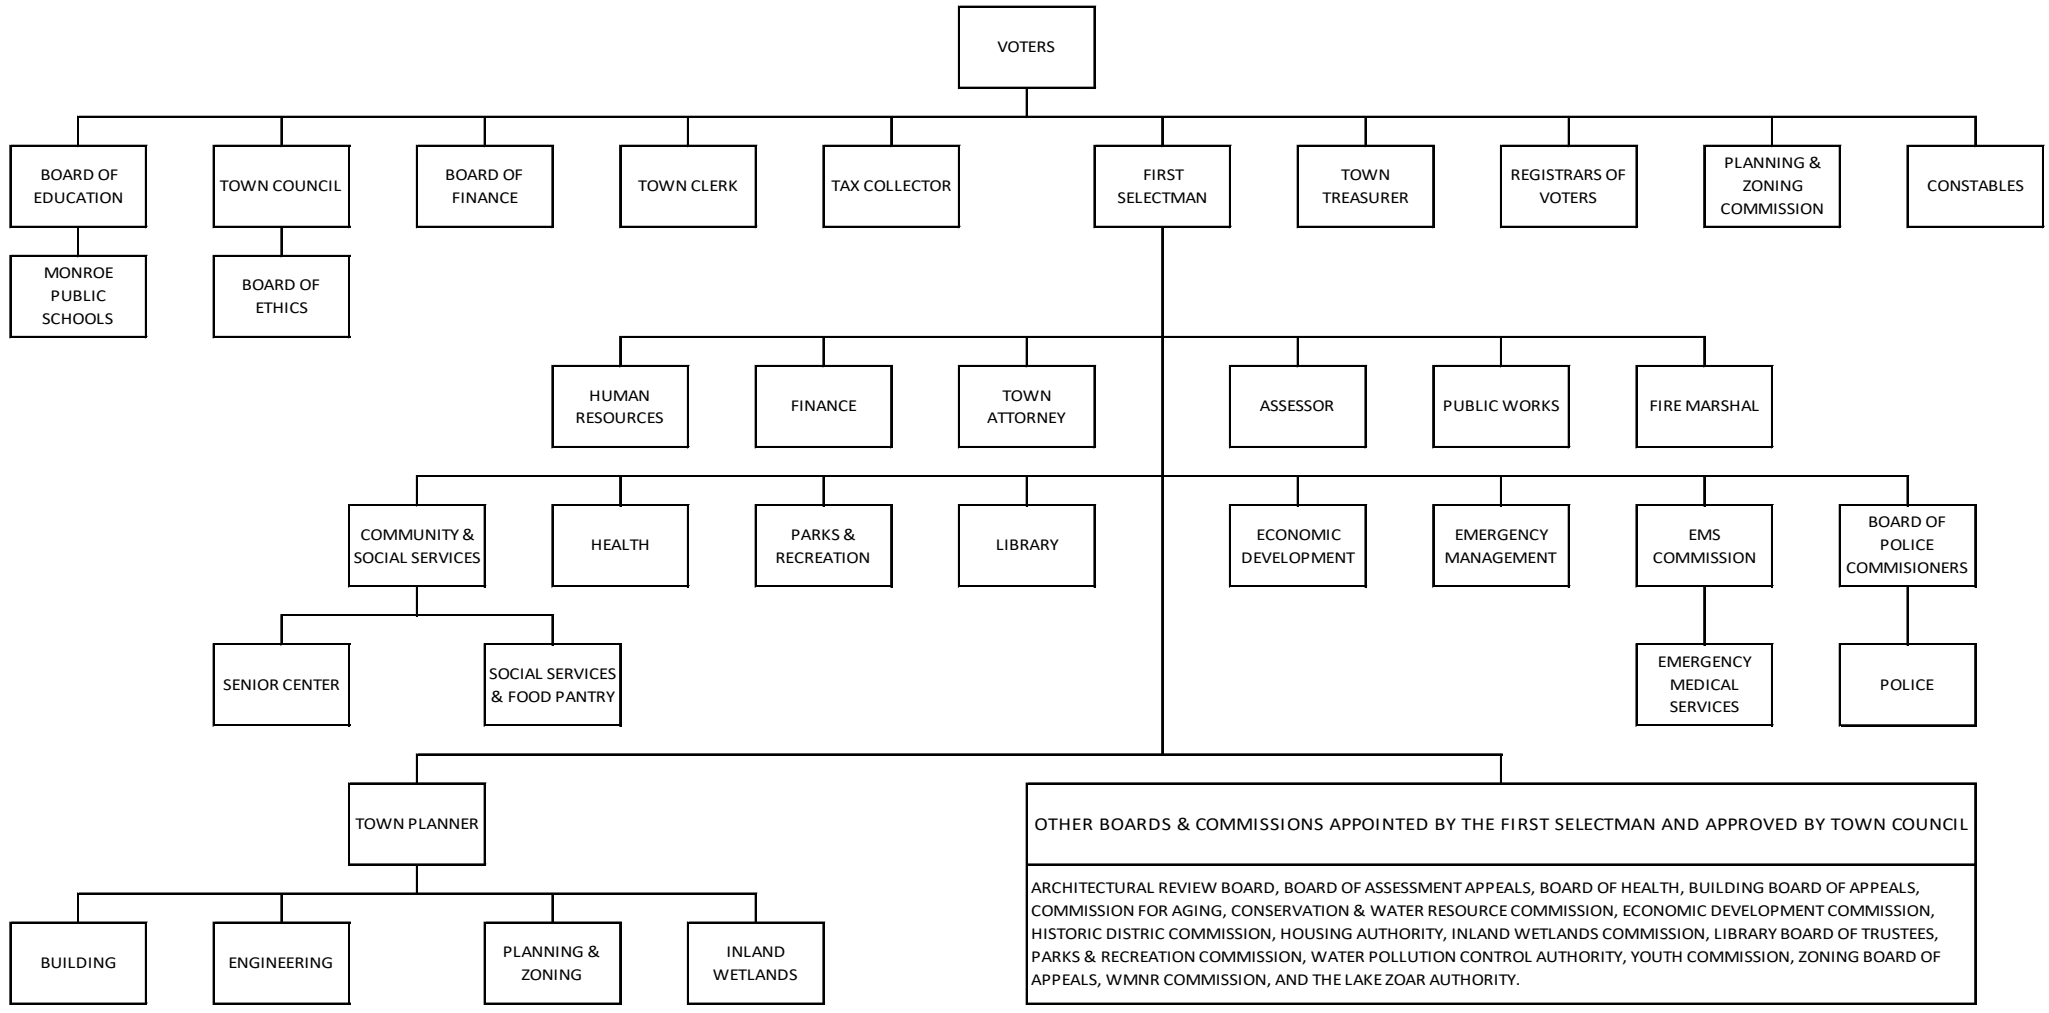 VOTERS
BOARD OF
EDUCATION
TOWN COUNCIL
BOARD OF
FINANCE
TOWN CLERK
TAX COLLECTOR
FIRST
SELECTMAN
TOWN
TREASURER
REGISTRARS OF
VOTERS
PLANNING &
ZONING
COMMISSION
CONSTABLES
MONROE
PUBLIC
SCHOOLS
BOARD OF
ETHICS
HUMAN
RESOURCES
FINANCE
TOWN
ATTORNEY
ASSESSOR
PUBLIC WORKS
FIRE MARSHAL
COMMUNITY &
SOCIAL SERVICES
HEALTH
PARKS &
RECREATION
LIBRARY
ECONOMIC
DEVELOPMENT
EMERGENCY
MANAGEMENT
EMS
COMMISSION
BOARD OF
POLICE
COMMISIONERS
SENIOR CENTER
SOCIAL SERVICES
& FOOD PANTRY
EMERGENCY
MEDICAL
SERVICES
POLICE
TOWN PLANNER
OTHER BOARDS & COMMISSIONS APPOINTED BY THE FIRST SELECTMAN AND APPROVED BY TOWN COUNCIL
ARCHITECTURAL REVIEW BOARD, BOARD OF ASSESSMENT APPEALS, BOARD OF HEALTH, BUILDING BOARD OF APPEALS,
COMMISSION FOR AGING, CONSERVATION & WATER RESOURCE COMMISSION, ECONOMIC DEVELOPMENT COMMISSION,
HISTORIC DISTRIC COMMISSION, HOUSING AUTHORITY, INLAND WETLANDS COMMISSION, LIBRARY BOARD OF TRUSTEES,
PARKS & RECREATION COMMISSION, WATER POLLUTION CONTROL AUTHORITY, YOUTH COMMISSION, ZONING BOARD OF
APPEALS, WMNR COMMISSION, AND THE LAKE ZOAR AUTHORITY.
BUILDING
ENGINEERING
PLANNING &
ZONING
INLAND
WETLANDS